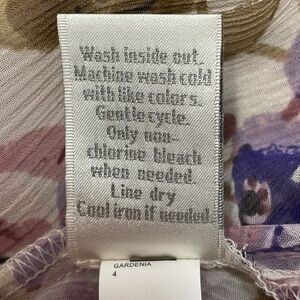 Wash inside out.
Machine wash cold
with like colors.
Gentle cycle.
Only non-
chlorine bleach
when needed.
Line dry
Cool iron if needed
GARDENIA
4